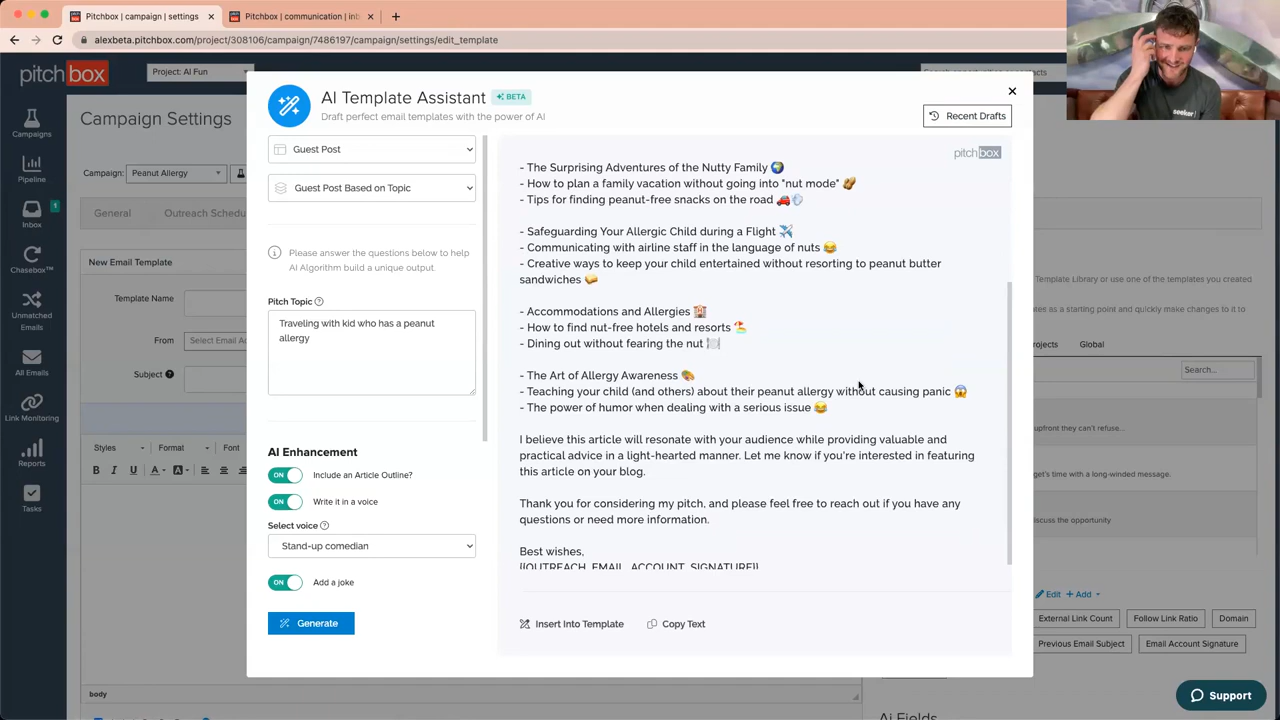 Pitchbox | campaign | settings
Pitchbox | communication | int
alexbeta.pitchbox.com/project/308106/campaign/7486197/campaign/settings/edit_template
pitchbox
Project: AI Fun
seeker
Campaigns
Pipeline
Inbox
1
Chasebox™
Unmatched
Emails
All Emails
Link Monitoring
Reports
Tasks
Campaign Settings
Campaign:
Peanut Allergy
General
Outreach Schedu
New Email Template
Template Name
From
Select Email Ac
Subject
Styles
Format
Font
B I U A A
body
AI Template Assistant
BETA
Draft perfect email templates with the power of AI
Recent Drafts
Guest Post
Guest Post Based on Topic
Please answer the questions below to help
AI Algorithm build a unique output.
Pitch Topic
Traveling with kid who has a peanut
allergy
AI Enhancement
ON Include an Article Outline?
ON Write it in a voice
Select voice
Stand-up comedian
ON Add a joke
Generate
pitchbox
- The Surprising Adventures of the Nutty Family 🌍
- How to plan a family vacation without going into "nut mode" 🥜
- Tips for finding peanut-free snacks on the road 🚗💨
- Safeguarding Your Allergic Child during a Flight ✈️
- Communicating with airline staff in the language of nuts 😂
- Creative ways to keep your child entertained without resorting to peanut butter
sandwiches 🥪
- Accommodations and Allergies 🏨
- How to find nut-free hotels and resorts 🏖️
- Dining out without fearing the nut 🍽️
- The Art of Allergy Awareness 🎨
- Teaching your child (and others) about their peanut allergy without causing panic 😱
- The power of humor when dealing with a serious issue 😂
I believe this article will resonate with your audience while providing valuable and
practical advice in a light-hearted manner. Let me know if you're interested in featuring
this article on your blog.
Thank you for considering my pitch, and please feel free to reach out if you have any
questions or need more information.
Best wishes,
{{OUTREACH_EMAIL_ACCOUNT_SIGNATURE}}
Insert Into Template
Copy Text
Template Library or use one of the templates you created
ates as a starting point and quickly make changes to it to
rojects
Global
Search...
upfront they can't refuse...
get's time with a long-winded message.
discuss the opportunity
Edit
+ Add
External Link Count
Follow Link Ratio
Domain
Previous Email Subject
Email Account Signature
Support
Ai Fields